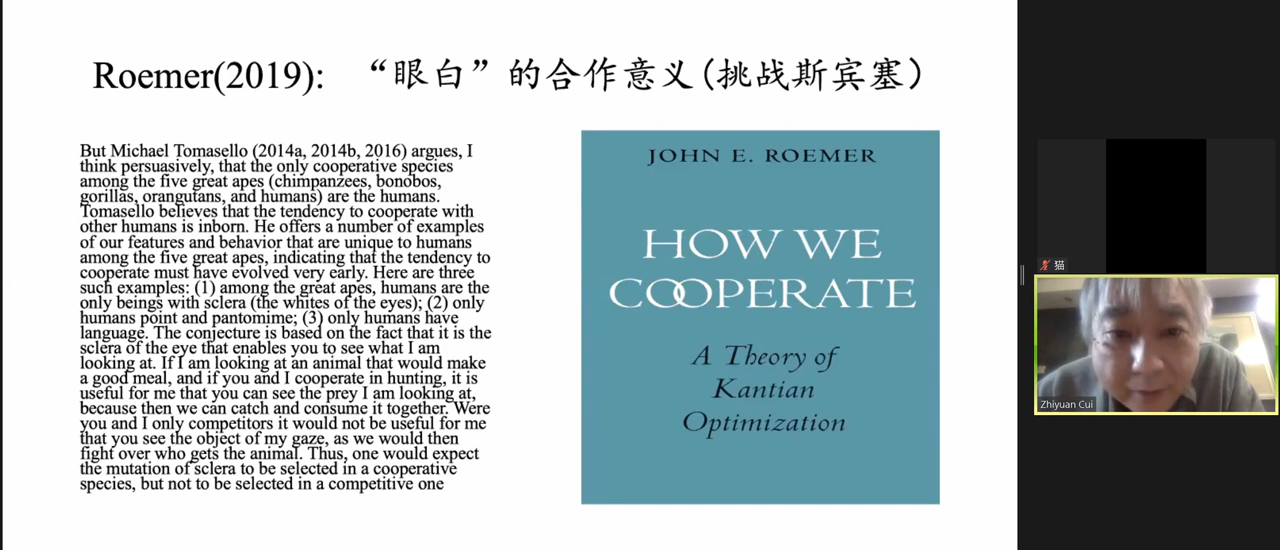 Roemer(2019): “眼白”的合作意义(挑战斯宾塞)
But Michael Tomasello (2014a, 2014b, 2016) argues, I
think persuasively, that the only cooperative species
among the five great apes (chimpanzees, bonobos,
gorillas, orangutans, and humans) are the humans.
Tomasello believes that the tendency to cooperate with
other humans is inborn. He offers a number of examples
of our features and behavior that are unique to humans
among the five great apes, indicating that the tendency to
cooperate must have evolved very early. Here are three
such examples: (1) among the great apes, humans are the
only beings with sclera (the whites of the eyes); (2) only
humans point and pantomime; (3) only humans have
language. The conjecture is based on the fact that it is the
sclera of the eye that enables you to see what I am
looking at. If I am looking at an animal that would make
a good meal, and if you and I cooperate in hunting, it is
useful for me that you can see the prey I am looking at,
because then we can catch and consume it together. Were
you and I only competitors it would not be useful for me
that you see the object of my gaze, as we would then
fight over who gets the animal. Thus, one would expect
the mutation of sclera to be selected in a cooperative
species, but not to be selected in a competitive one
JOHN E. ROEMER
HOW WE
COOPERATE
A Theory of
Kantian
Optimization
猫
Zhiyuan Cui